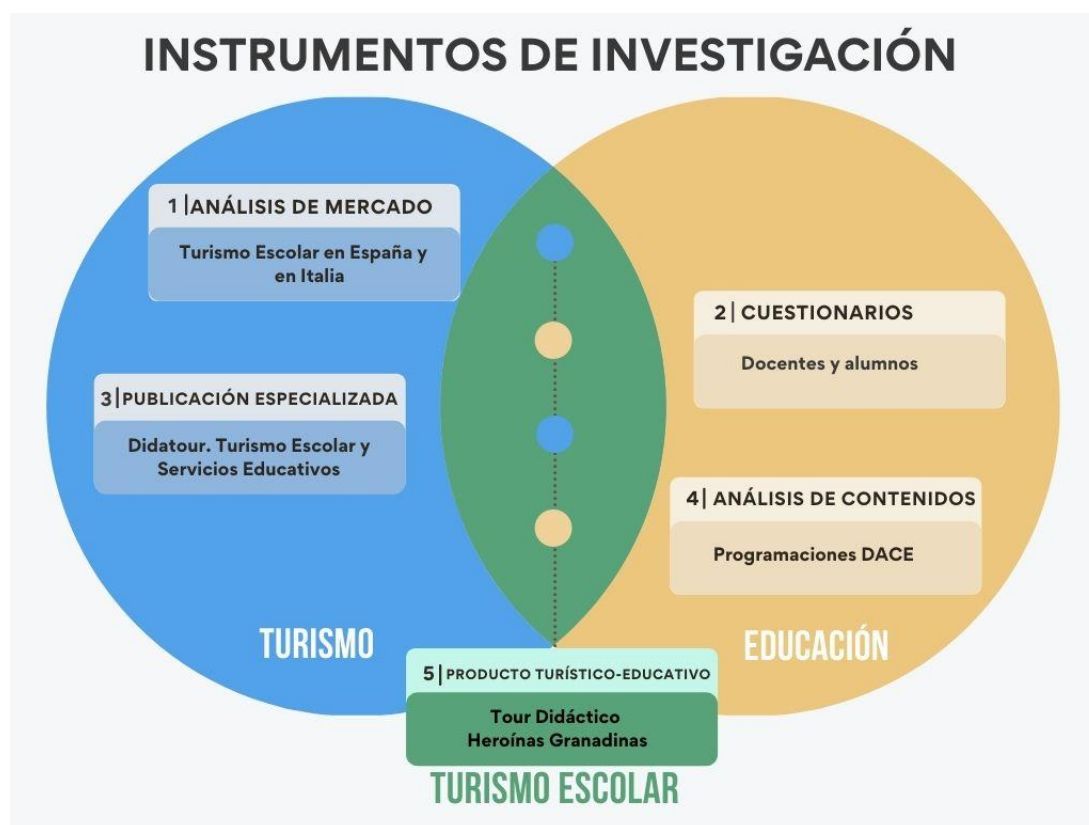 INSTRUMENTOS DE INVESTIGACIÓN
1 | ANÁLISIS DE MERCADO
Turismo Escolar en España y
en Italia
2 | CUESTIONARIOS
Docentes y alumnos
3 | PUBLICACIÓN ESPECIALIZADA
Didatour. Turismo Escolar y
Servicios Educativos
4 | ANÁLISIS DE CONTENIDOS
Programaciones DACE
TURISMO
EDUCACIÓN
5 | PRODUCTO TURÍSTICO-EDUCATIVO
Tour Didáctico
Heroínas Granadinas
TURISMO ESCOLAR